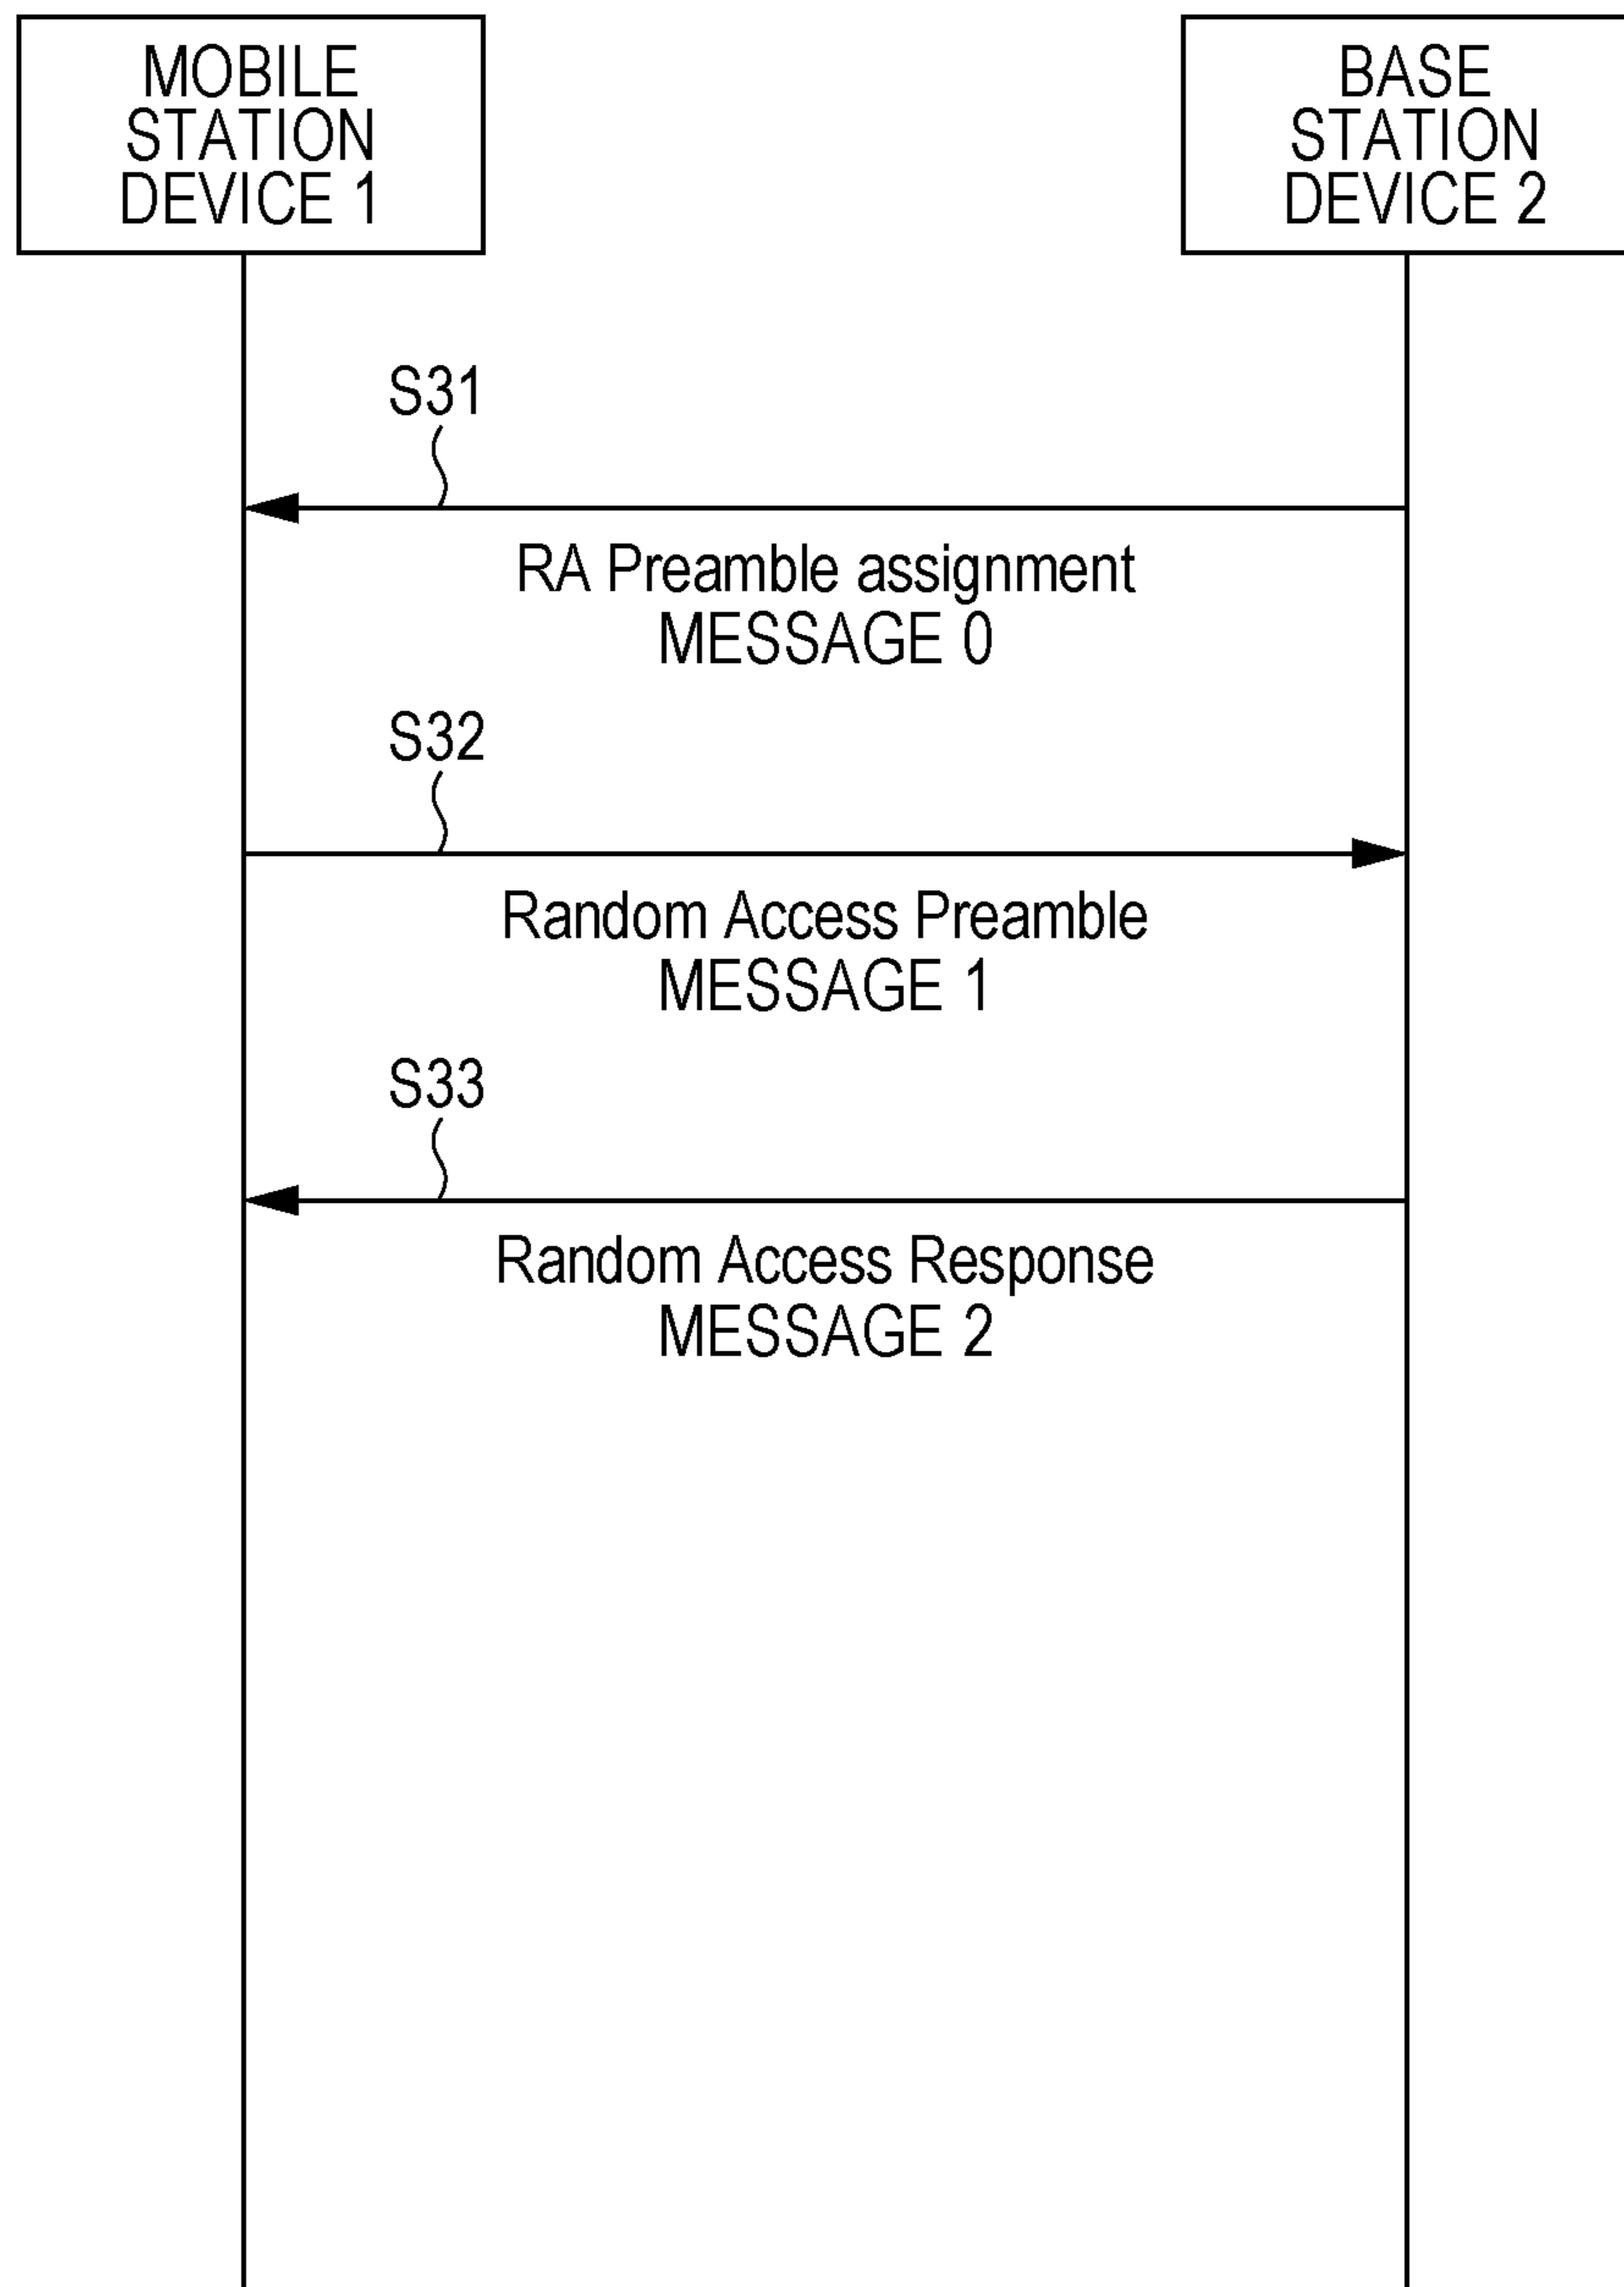 MOBILE
STATION
DEVICE 1
BASE
STATION
DEVICE 2
S31
RA Preamble assignment
MESSAGE 0
S32
Random Access Preamble
MESSAGE 1
S33
Random Access Response
MESSAGE 2